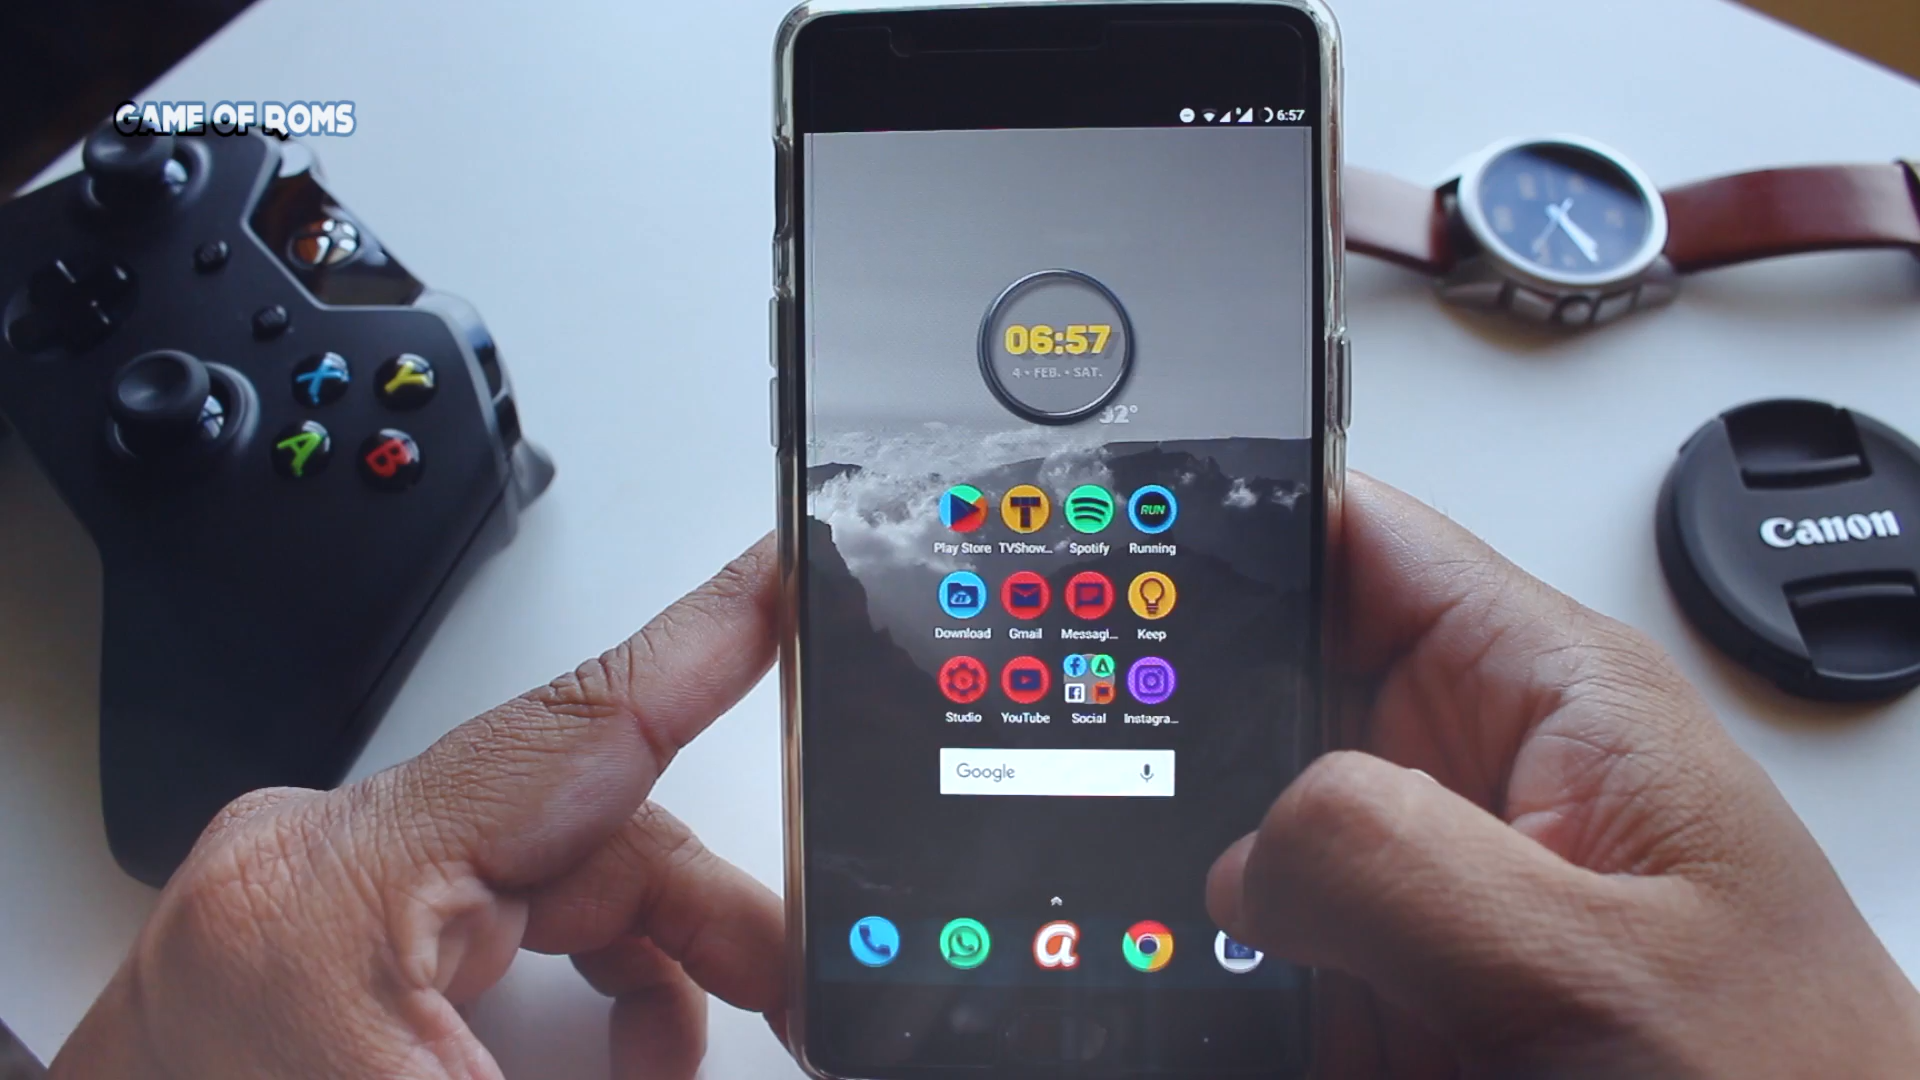 GAME OF ROMS
6:57
06:57
4 • FEB. • SAT.
32°
Play Store TVShow... Spotify Running
RUN
Download Gmail Messagi... Keep
Studio YouTube Social Instagra...
Google
X
Y
A
B
Canon